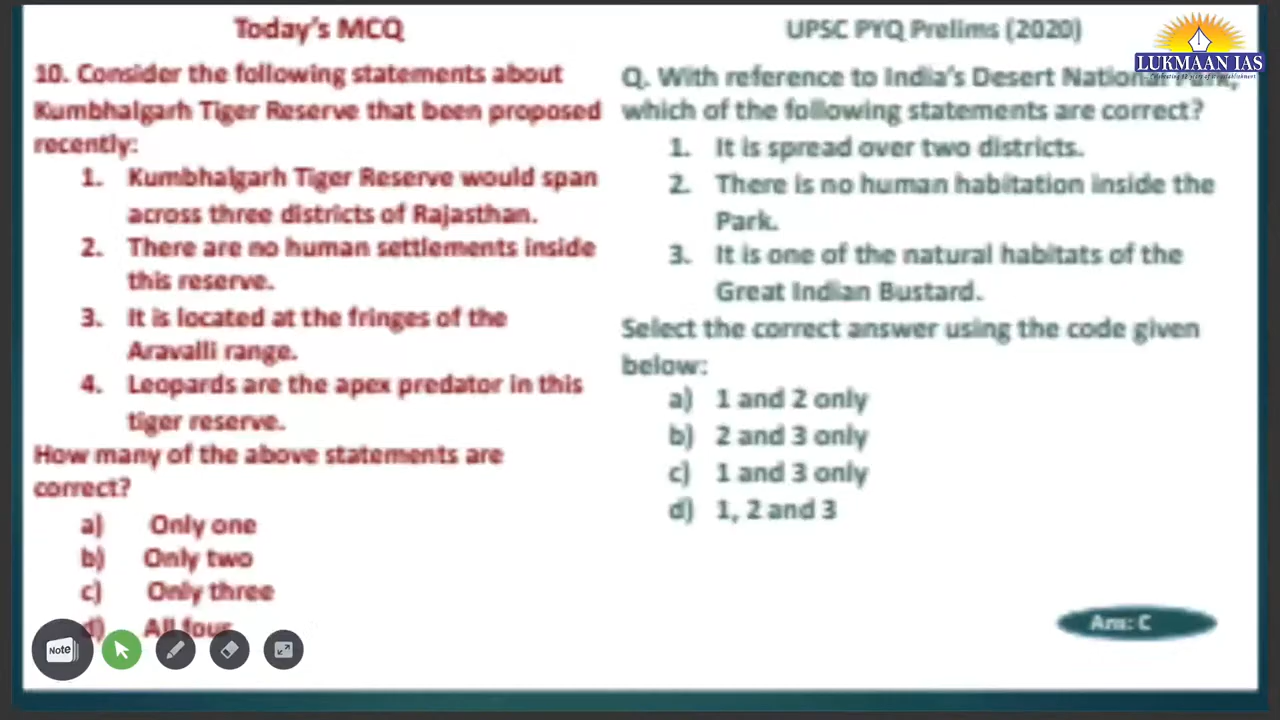 Today's MCQ
10. Consider the following statements about
Kumbhalgarh Tiger Reserve that been proposed
recently:
1. Kumbhalgarh Tiger Reserve would span
across three districts of Rajasthan.
2. There are no human settlements inside
this reserve.
3. It is located at the fringes of the
Aravalli range.
4. Leopards are the apex predator in this
tiger reserve.
How many of the above statements are
correct?
a) Only one
b) Only two
c) Only three
d) All four
Note
UPSC PYQ Prelims (2020)
LUKMAAN IAS
Q. With reference to India's Desert National Park,
which of the following statements are correct?
1. It is spread over two districts.
2. There is no human habitation inside the
Park.
3. It is one of the natural habitats of the
Great Indian Bustard.
Select the correct answer using the code given
below:
a) 1 and 2 only
b) 2 and 3 only
c) 1 and 3 only
d) 1, 2 and 3
Ans: C